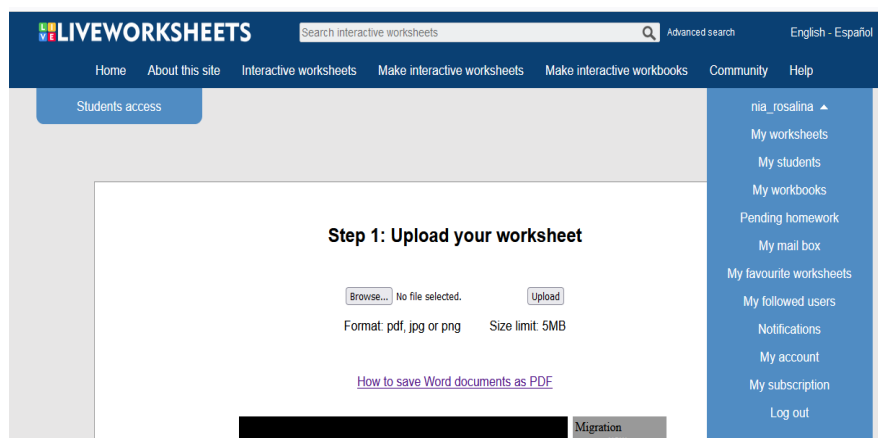 LIVE LIVEWORKSHEETS Search interactive worksheets Advanced search English - Español
Home About this site Interactive worksheets Make interactive worksheets Make interactive workbooks Community Help
Students access
nia_rosalina
My worksheets
My students
My workbooks
Pending homework
My mail box
My favourite worksheets
My followed users
Notifications
My account
My subscription
Log out
Step 1: Upload your worksheet
Browse... No file selected. Upload
Format: pdf, jpg or png Size limit: 5MB
How to save Word documents as PDF
Migration